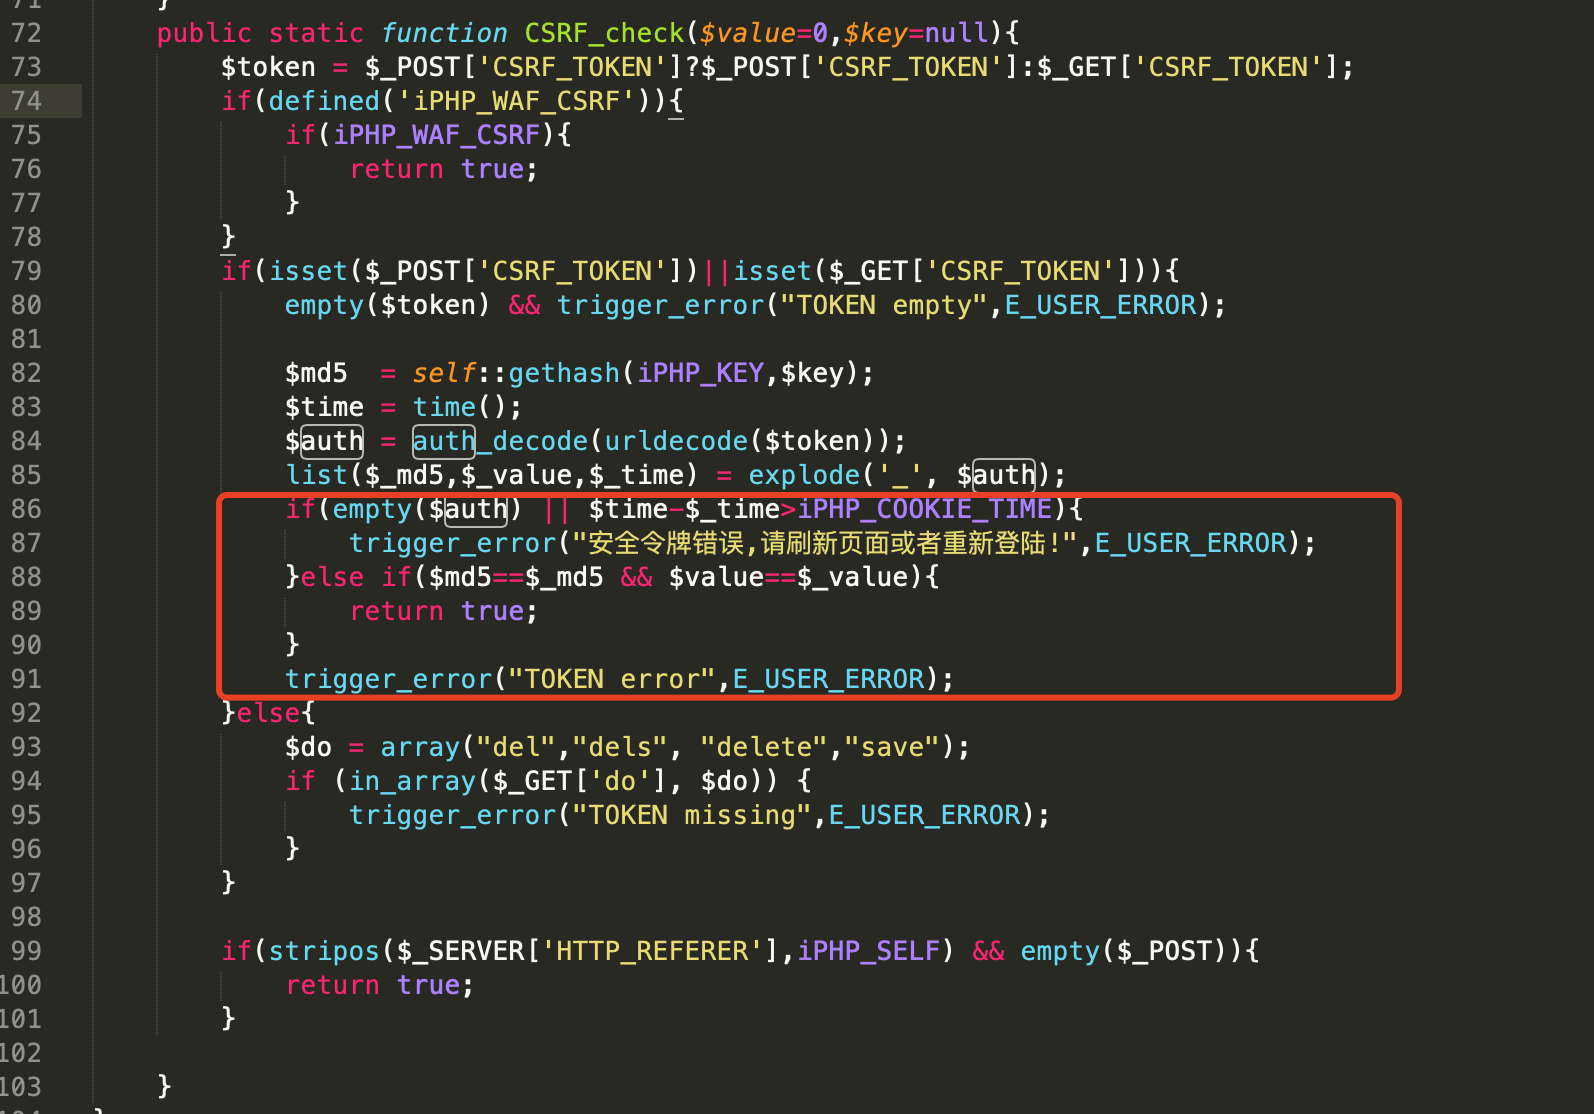 71 }
72 public static function CSRF_check($value=0,$key=null){
73 $token = $_POST['CSRF_TOKEN']?$_POST['CSRF_TOKEN']:$_GET['CSRF_TOKEN'];
74 if(defined('iPHP_WAF_CSRF')){
75 if(iPHP_WAF_CSRF){
76 return true;
77 }
78 }
79 if(isset($_POST['CSRF_TOKEN'])||isset($_GET['CSRF_TOKEN'])){
80 empty($token) && trigger_error("TOKEN empty",E_USER_ERROR);
81
82 $md5  = self::gethash(iPHP_KEY,$key);
83 $time = time();
84 $auth = auth_decode(urldecode($token));
85 list($_md5,$_value,$_time) = explode('_', $auth);
86 if(empty($auth) || $time-$_time>iPHP_COOKIE_TIME){
87 trigger_error("安全令牌错误,请刷新页面或者重新登陆!",E_USER_ERROR);
88 }else if($md5==$_md5 && $value==$_value){
89 return true;
90 }
91 trigger_error("TOKEN error",E_USER_ERROR);
92 }else{
93 $do = array("del","dels", "delete","save");
94 if (in_array($_GET['do'], $do)) {
95 trigger_error("TOKEN missing",E_USER_ERROR);
96 }
97 }
98
99 if(stripos($_SERVER['HTTP_REFERER'],iPHP_SELF) && empty($_POST)){
100 return true;
101 }
102
103 }
104 }